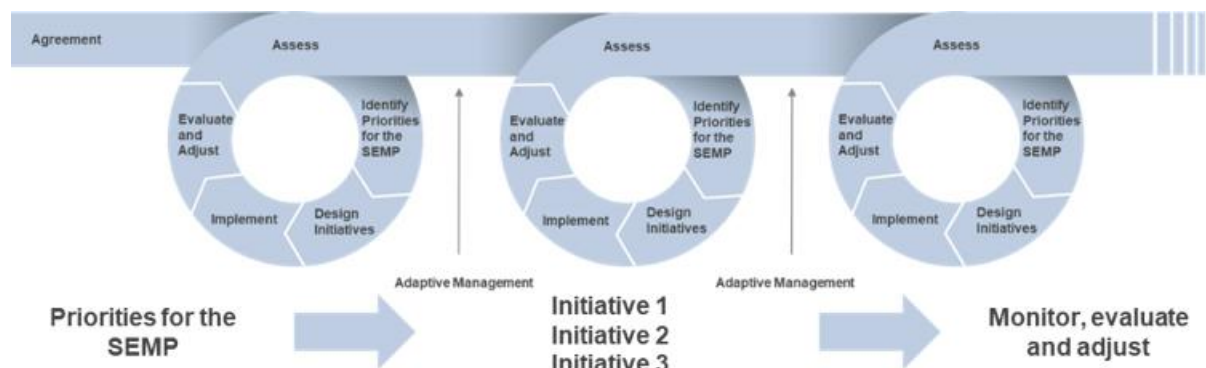 Agreement
Assess
Identify
Priorities
for the
SEMP
Design
Initiatives
Implement
Evaluate
and
Adjust
Assess
Identify
Priorities
for the
SEMP
Design
Initiatives
Implement
Evaluate
and
Adjust
Assess
Identify
Priorities
for the
SEMP
Design
Initiatives
Implement
Evaluate
and
Adjust
Adaptive Management
Adaptive Management
Priorities for the
SEMP
Initiative 1
Initiative 2
Initiative 3
Monitor, evaluate
and adjust